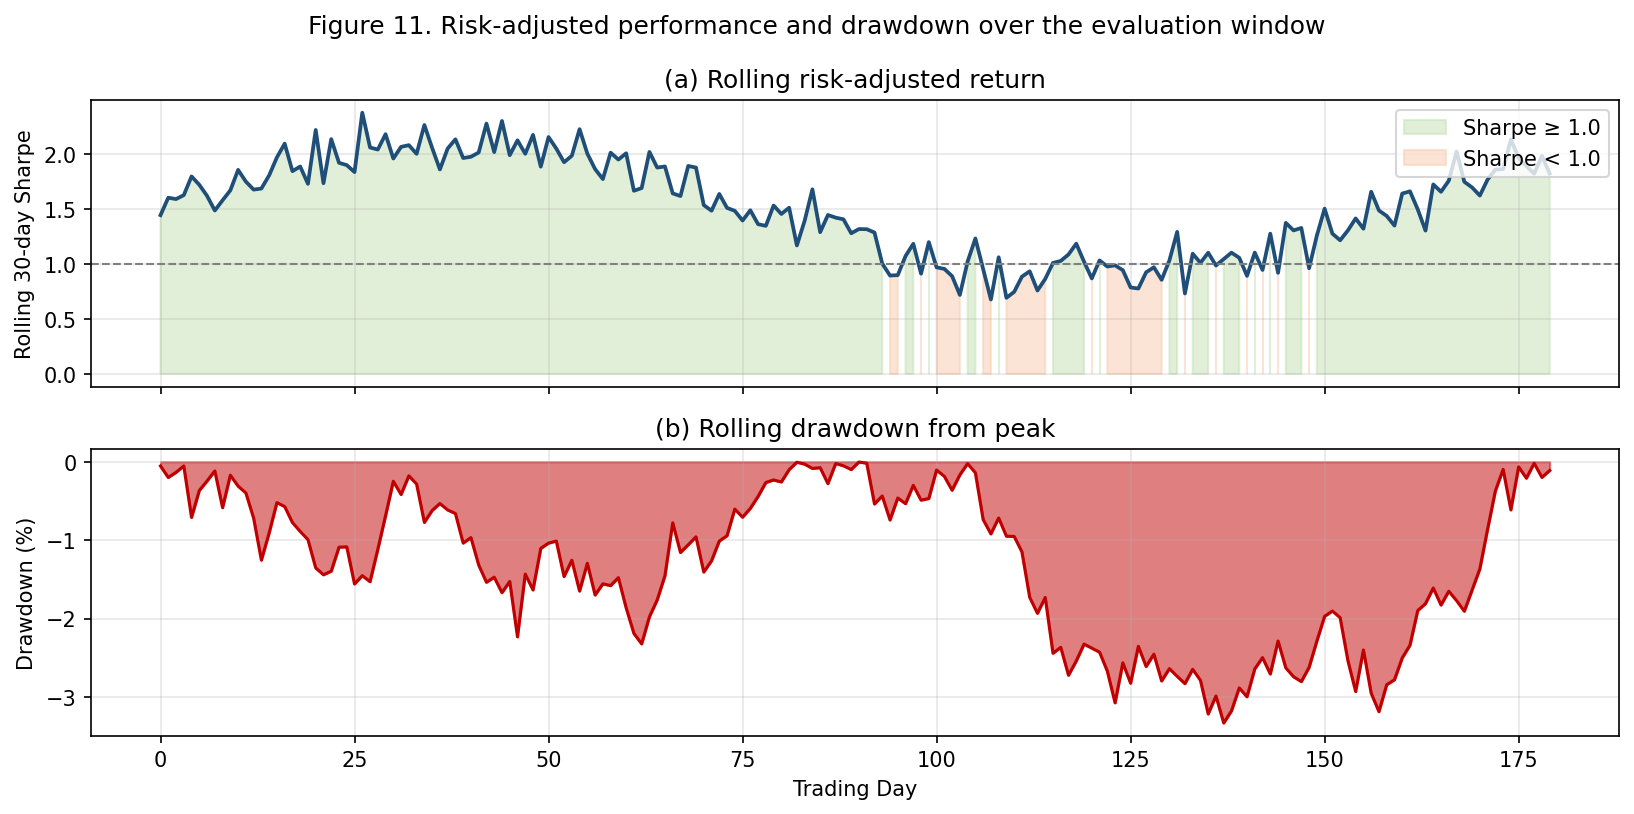 Figure 11. Risk-adjusted performance and drawdown over the evaluation window
(a) Rolling risk-adjusted return
Rolling 30-day Sharpe
2.0
1.5
1.0
0.5
0.0
Sharpe ≥ 1.0
Sharpe < 1.0
(b) Rolling drawdown from peak
Drawdown (%)
0
−1
−2
−3
0 25 50 75 100 125 150 175
Trading Day